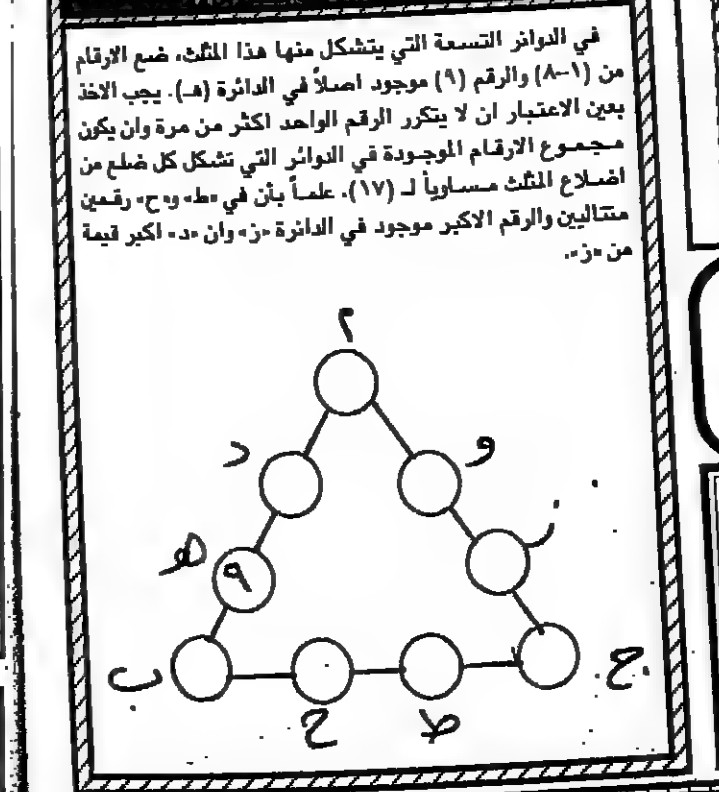 في الدوائر التسعة التي يتشكل منها هذا المثلث، ضع الارقام
من (١-٨) والرقم (٩) موجود اصلاً في الدائرة (هـ). يجب الاخذ
بعين الاعتبار ان لا يتكرر الرقم الواحد اكثر من مرة وان يكون
مجموع الارقام الموجودة في الدوائر التي تشكل كل ضلع من
اضلاع المثلث مساوياً لـ (١٧). علماً بأن في «ط» و«ح» رقمين
متتاليين والرقم الاكبر موجود في الدائرة «ز» وان «د» اكبر قيمة
من «ز».
م
د
و
هـ
٩
ز
ب
ج
ح
ط